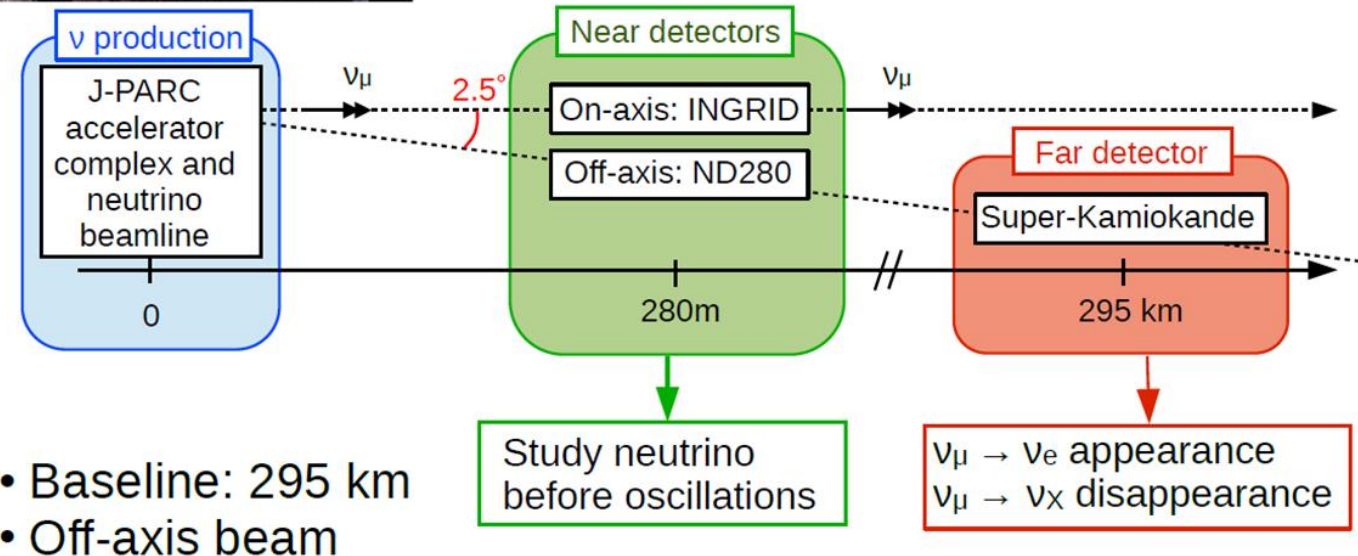 ν production
J-PARC
accelerator
complex and
neutrino
beamline
νμ
2.5°
Near detectors
On-axis: INGRID
Off-axis: ND280
νμ
Far detector
Super-Kamiokande
0
280m
295 km
Study neutrino
before oscillations
νμ → νe appearance
νμ → νX disappearance
• Baseline: 295 km
• Off-axis beam